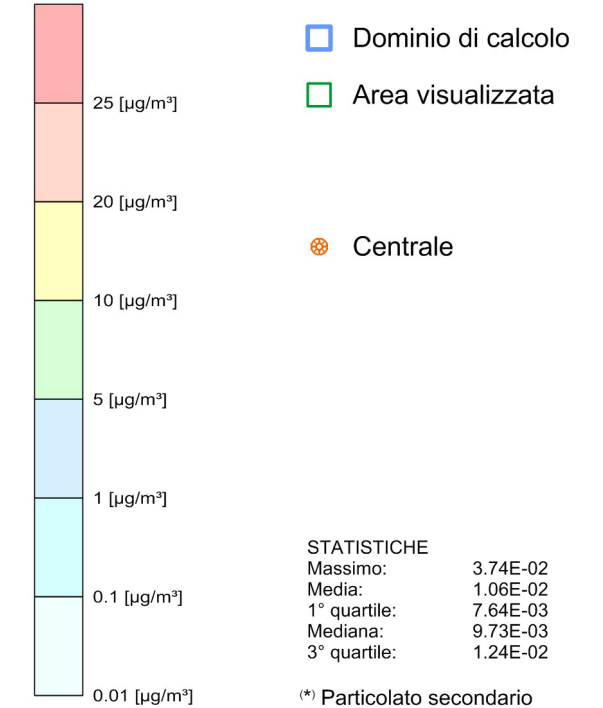 25 [µg/m³]
20 [µg/m³]
10 [µg/m³]
5 [µg/m³]
1 [µg/m³]
0.1 [µg/m³]
0.01 [µg/m³]
Dominio di calcolo
Area visualizzata
Centrale
STATISTICHE
Massimo: 3.74E-02
Media: 1.06E-02
1° quartile: 7.64E-03
Mediana: 9.73E-03
3° quartile: 1.24E-02
(*) Particolato secondario